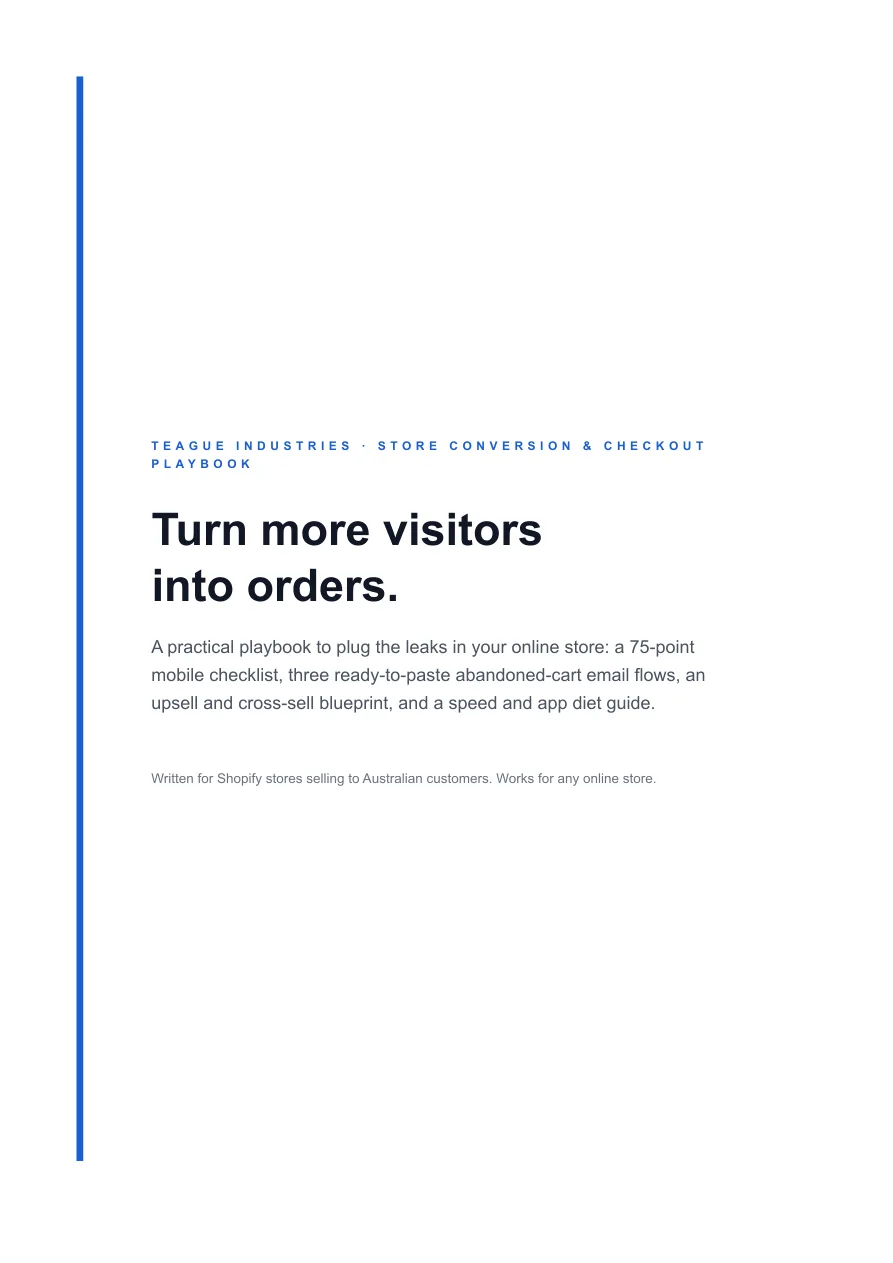 TEAGUE INDUSTRIES · STORE CONVERSION & CHECKOUT
PLAYBOOK
Turn more visitors
into orders.
A practical playbook to plug the leaks in your online store: a 75-point
mobile checklist, three ready-to-paste abandoned-cart email flows, an
upsell and cross-sell blueprint, and a speed and app diet guide.
Written for Shopify stores selling to Australian customers. Works for any online store.